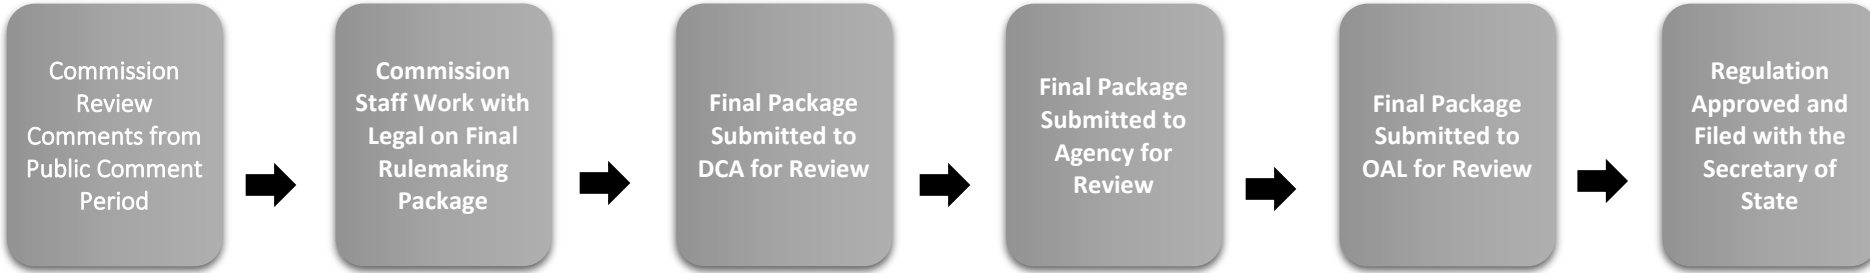 Commission
Review
Comments from
Public Comment
Period
Commission
Staff Work with
Legal on Final
Rulemaking
Package
Final Package
Submitted to
DCA for Review
Final Package
Submitted to
Agency for
Review
Final Package
Submitted to
OAL for Review
Regulation
Approved and
Filed with the
Secretary of
State